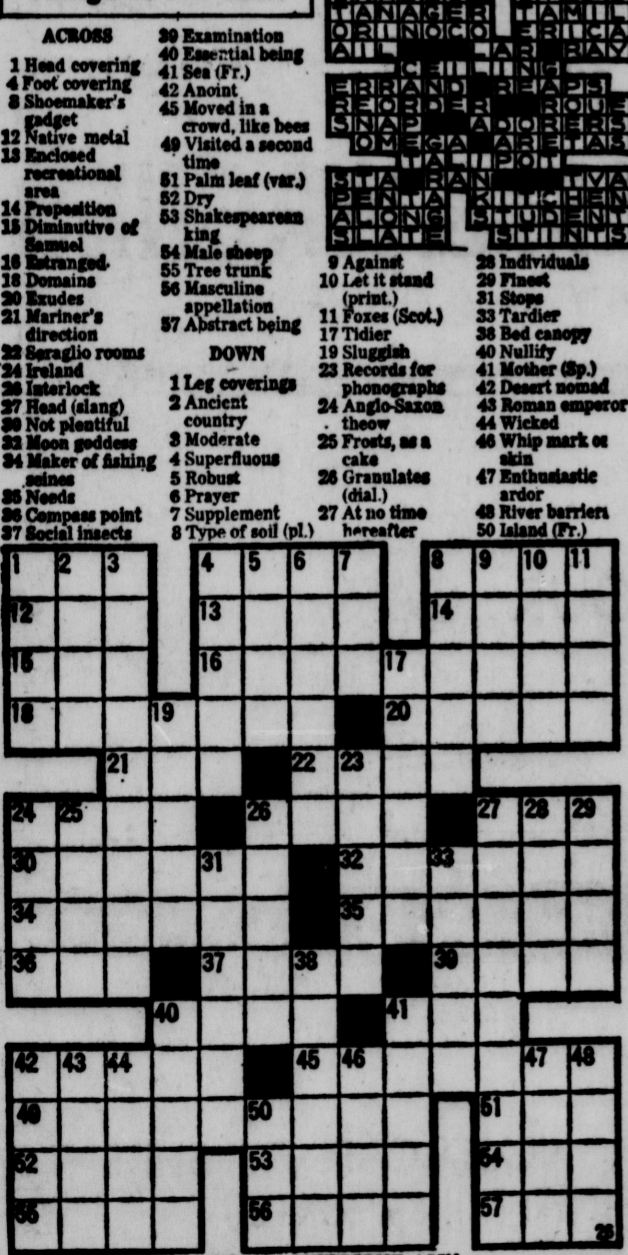 TANAGER TAMIL
ORINOCO ERICA
AIL LAR RAY
CEILING
ERRAND REAPS
REORDER ROUE
SNAP ADORERS
OMEGA ARETAS
TALIPOT
STA RAN TVA
PENTA KITCHEN
ALONG STUDENT
SLATE STINTS
ACROSS
1 Head covering
4 Foot covering
8 Shoemaker's
gadget
12 Native metal
13 Enclosed
recreational
area
14 Preposition
15 Diminutive of
Samuel
16 Estranged
18 Domains
20 Exudes
21 Mariner's
direction
22 Seraglio rooms
24 Ireland
26 Interlock
27 Head (slang)
30 Not plentiful
32 Moon goddess
34 Maker of fishing
seines
35 Needs
36 Compass point
37 Social insects
39 Examination
40 Essential being
41 Sea (Fr.)
42 Anoint
45 Moved in a
crowd, like bees
49 Visited a second
time
51 Palm leaf (var.)
52 Dry
53 Shakespearean
king
54 Male sheep
55 Tree trunk
56 Masculine
appellation
57 Abstract being
DOWN
1 Leg coverings
2 Ancient
country
3 Moderate
4 Superfluous
5 Robust
6 Prayer
7 Supplement
8 Type of soil (pl.)
9 Against
10 Let it stand
(print.)
11 Foxes (Scot.)
17 Tidier
19 Sluggish
23 Records for
phonographs
24 Anglo-Saxon
theow
25 Frosts, as a
cake
26 Granulates
(dial.)
27 At no time
hereafter
28 Individuals
29 Finest
31 Stops
33 Tardier
38 Bed canopy
40 Nullify
41 Mother (Sp.)
42 Desert nomad
43 Roman emperor
44 Wicked
46 Whip mark on
skin
47 Enthusiastic
ardor
48 River barriers
50 Island (Fr.)
1 2 3 4 5 6 7 8 9 10 11
12 13 14
15 16 17
18 19 20
21 22 23
24 25 26 27 28 29
30 31 32 33
34 35
36 37 38 39
40 41
42 43 44 45 46 47 48
49 50 51
52 53 54
55 56 57
26